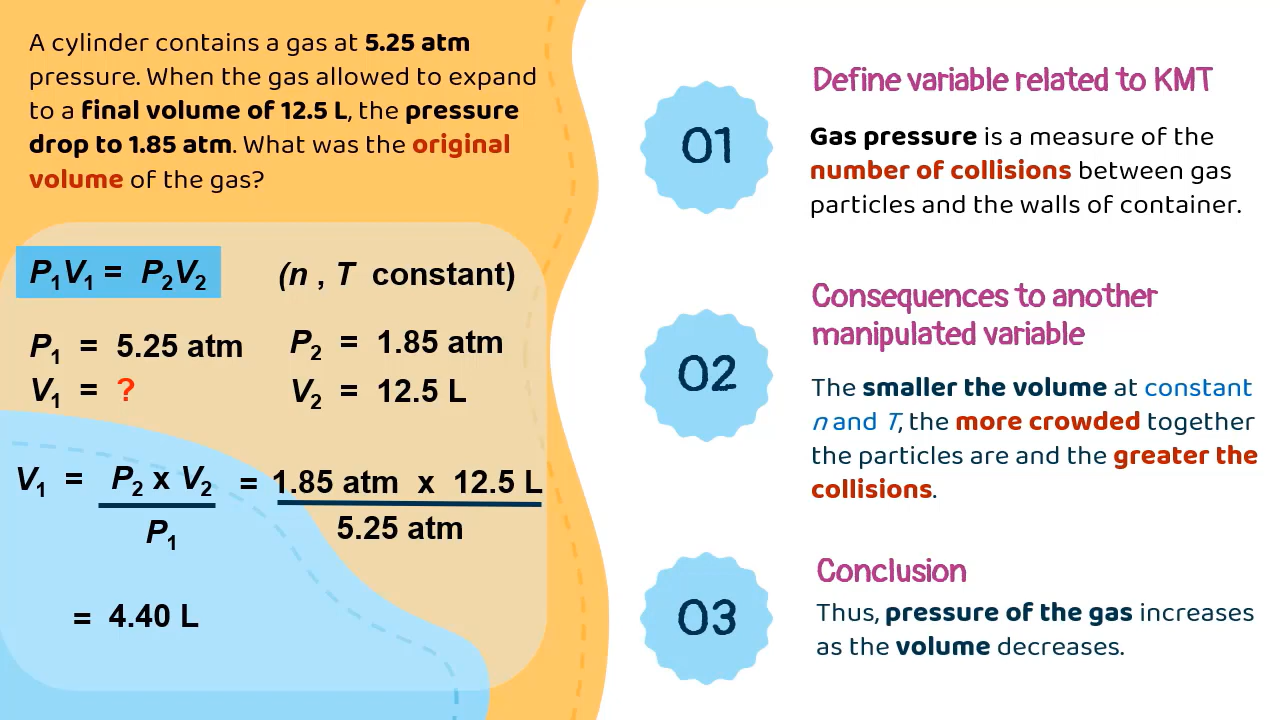 A cylinder contains a gas at 5.25 atm
pressure. When the gas allowed to expand
to a final volume of 12.5 L, the pressure
drop to 1.85 atm. What was the original
volume of the gas?
P₁V₁ = P₂V₂ (n , T constant)
P₁ = 5.25 atm P₂ = 1.85 atm
V₁ = ? V₂ = 12.5 L
V₁ = P₂ x V₂ = 1.85 atm x 12.5 L
P₁ 5.25 atm
= 4.40 L
01
Define variable related to KMT
Gas pressure is a measure of the
number of collisions between gas
particles and the walls of container.
02
Consequences to another
manipulated variable
The smaller the volume at constant
n and T, the more crowded together
the particles are and the greater the
collisions.
03
Conclusion
Thus, pressure of the gas increases
as the volume decreases.